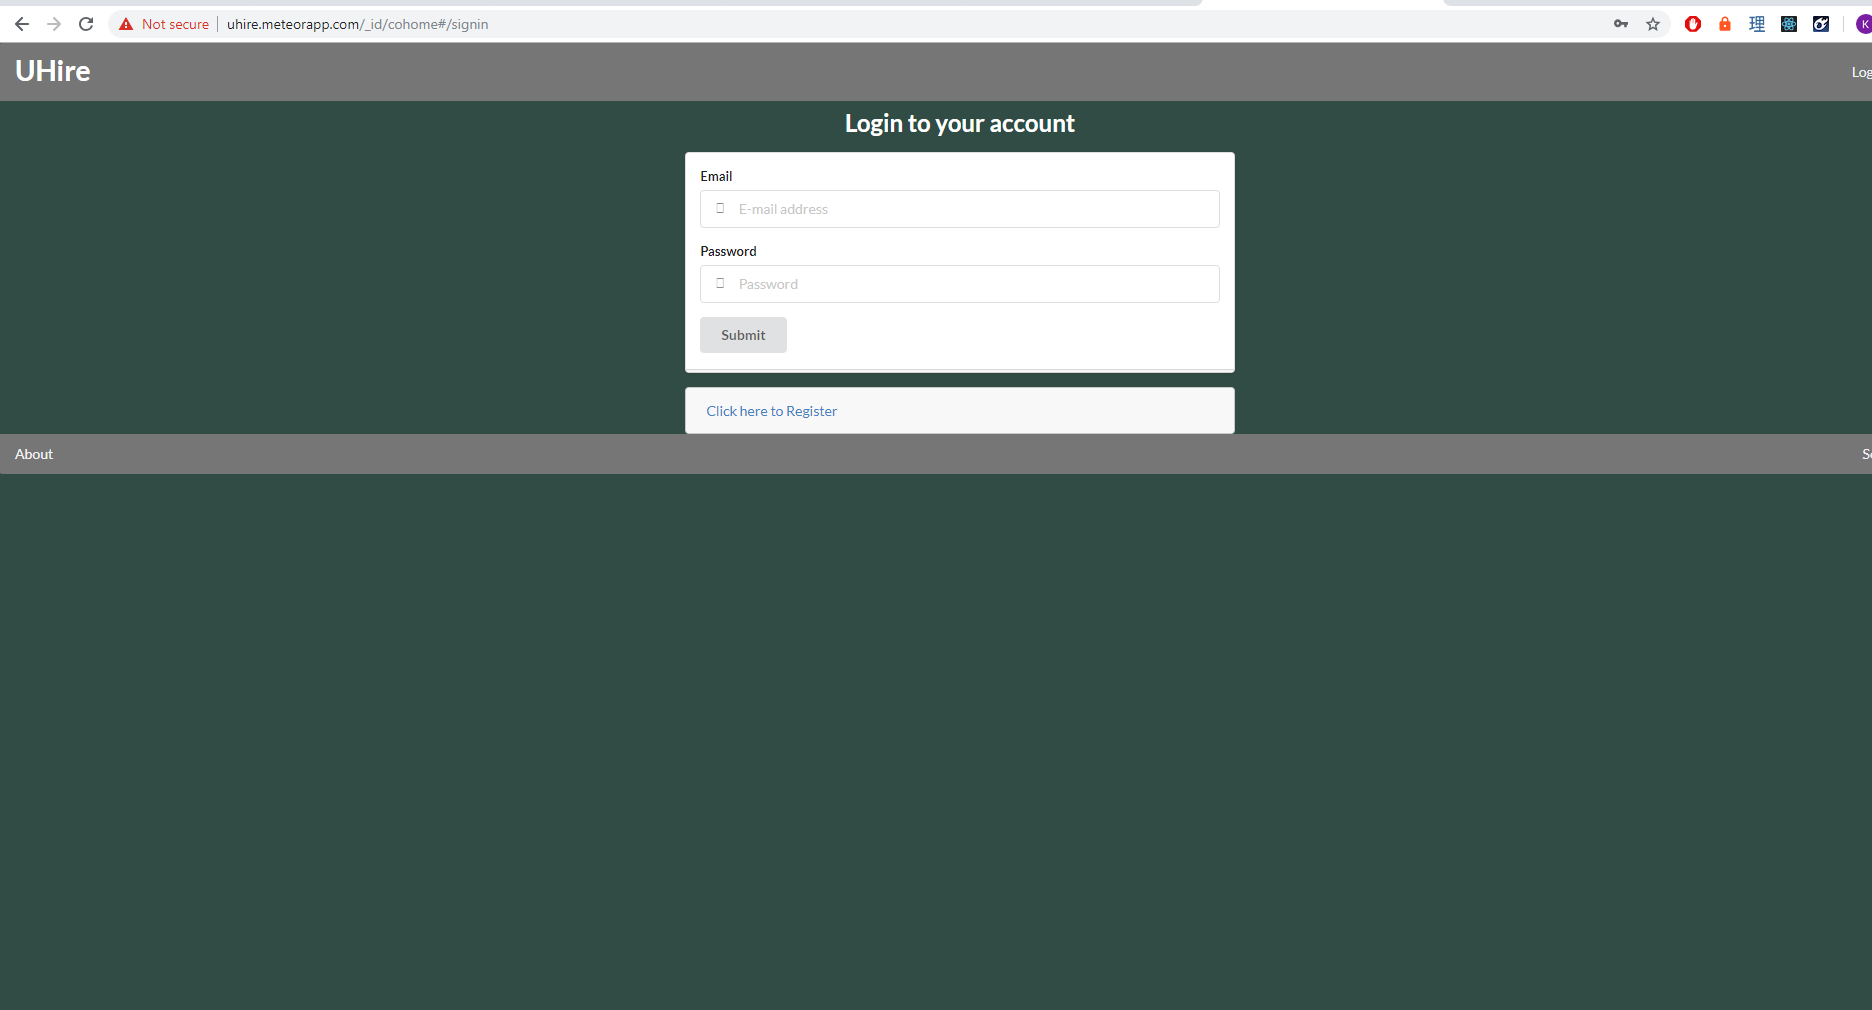 Not secure uhire.meteorapp.com/_id/cohome#/signin 理 K
UHire
Log
Login to your account
Email
E-mail address
Password
Password
Submit
Click here to Register
About